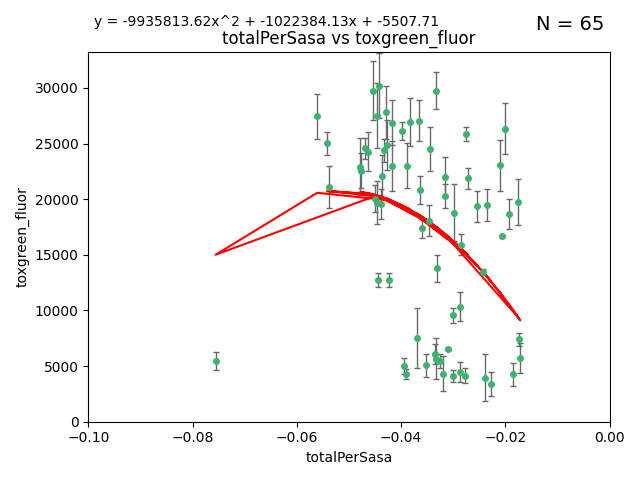 y = -9935813.62x^2 + -1022384.13x + -5507.71
N = 65
totalPerSasa vs toxgreen_fluor
30000
25000
20000
15000
10000
5000
0
toxgreen_fluor
−0.10
−0.08
−0.06
−0.04
−0.02
0.00
totalPerSasa